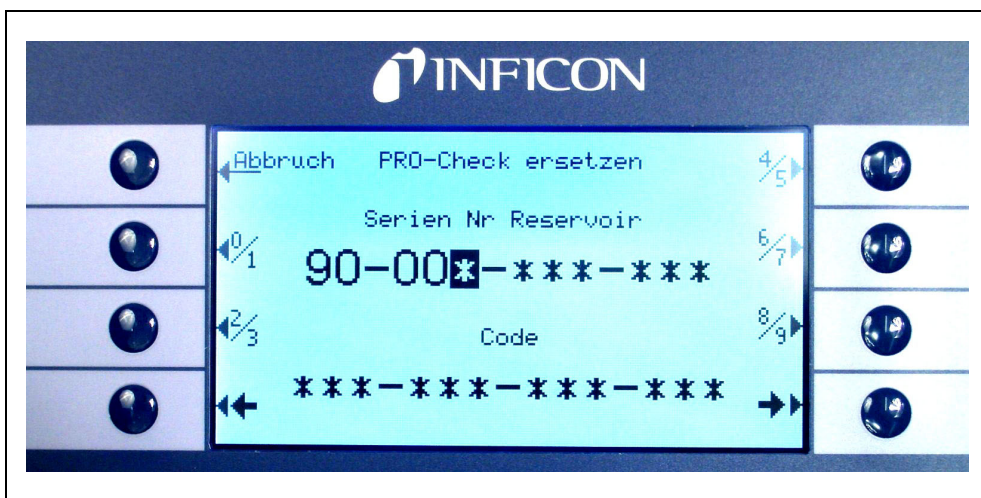 INFICON
Abbruch PRO-Check ersetzen 4/5
Serien Nr Reservoir
0/1 90-00*-***-*** 6/7
2/3 Code 8/9
← ***-***-***-*** →